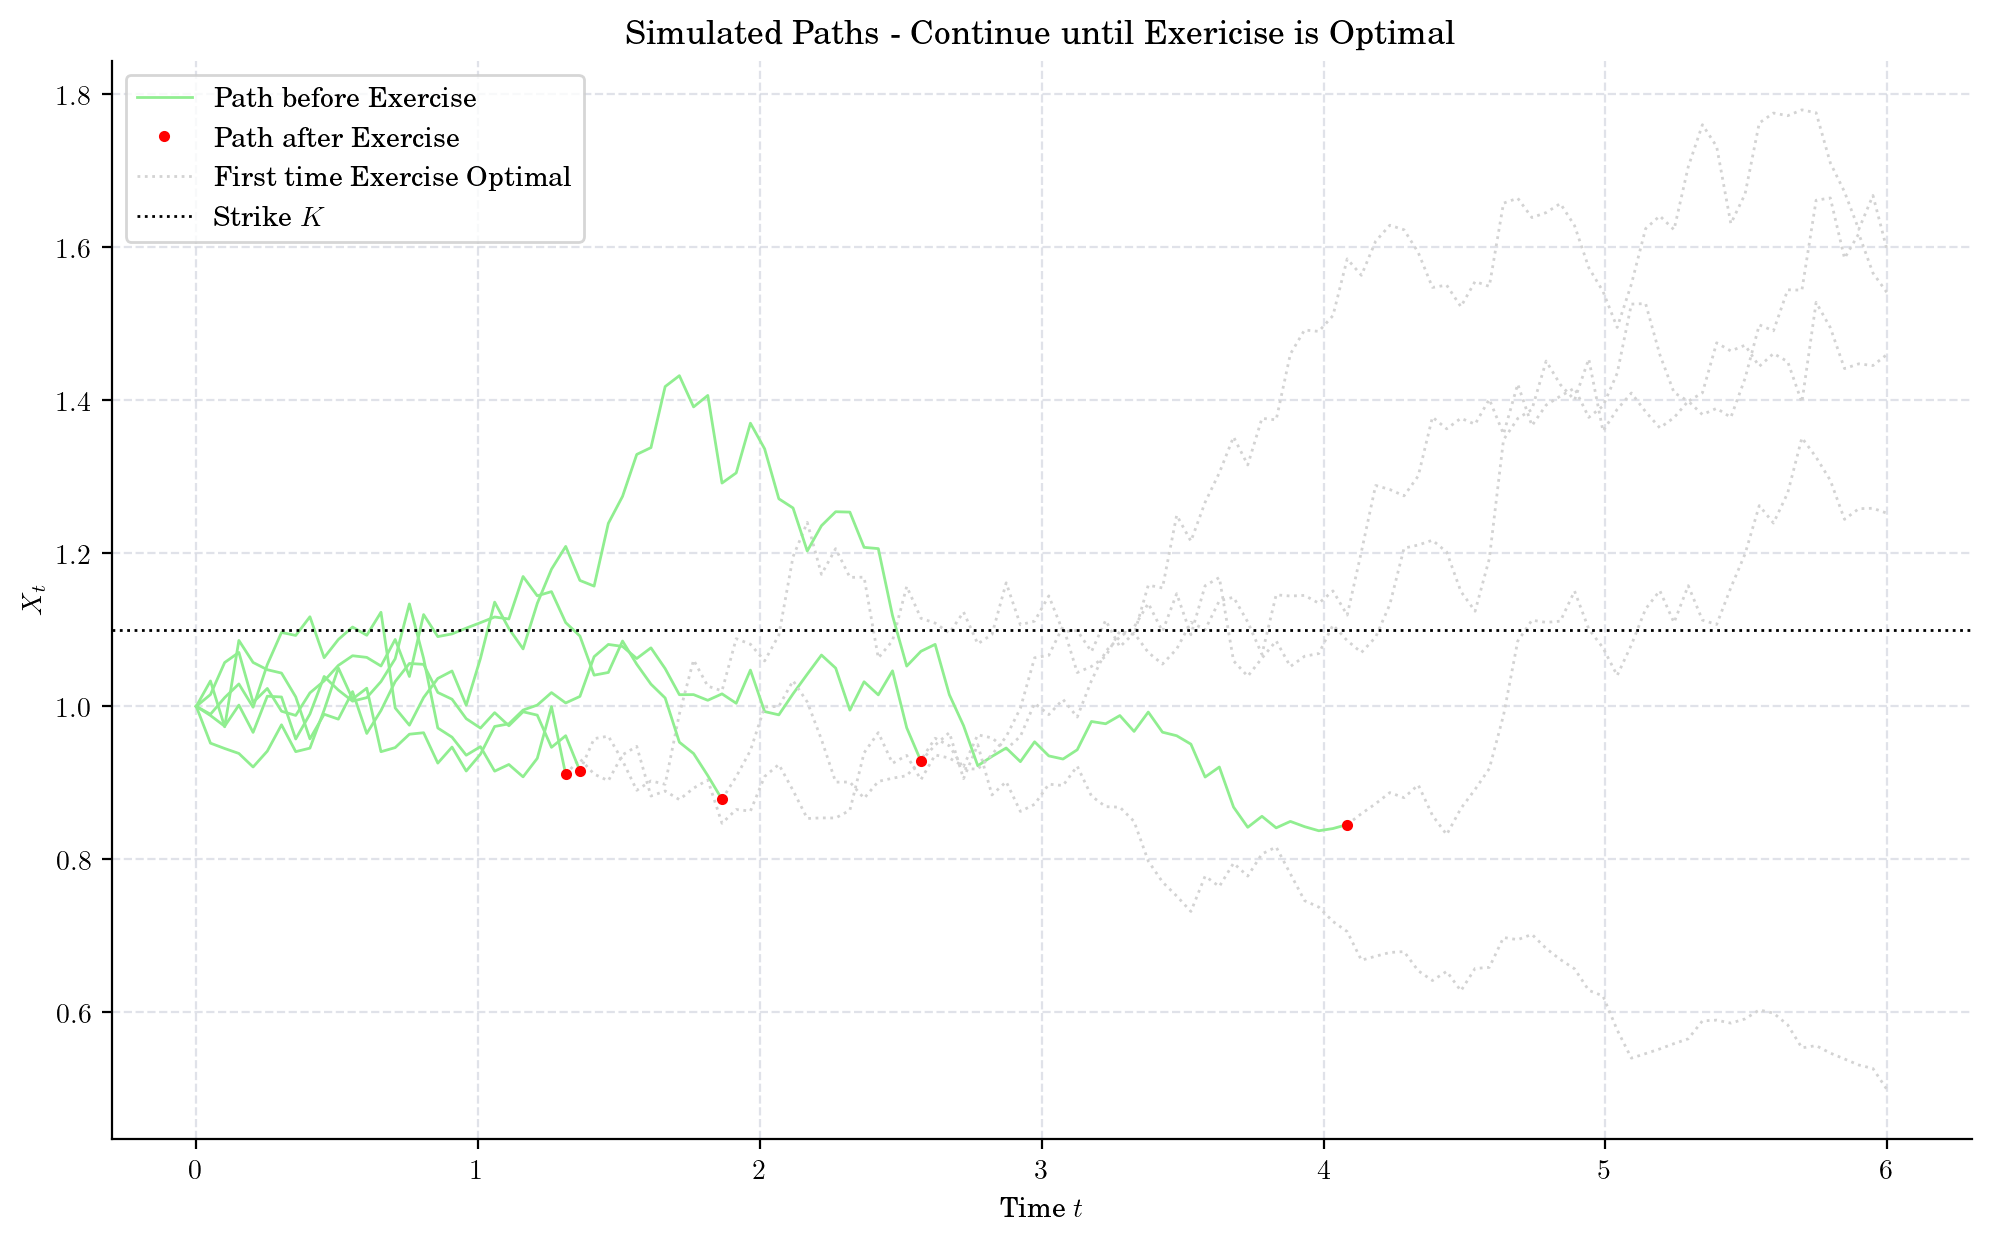 Simulated Paths - Continue until Exericise is Optimal
Path before Exercise
Path after Exercise
First time Exercise Optimal
Strike K
1.8
1.6
1.4
1.2
1.0
0.8
0.6
X_t
0 1 2 3 4 5 6
Time t